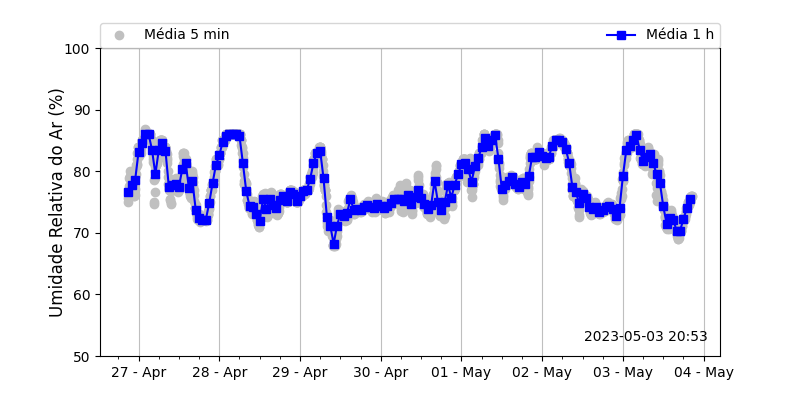 Média 5 min
Média 1 h
Umidade Relativa do Ar (%)
100
90
80
70
60
50
2023-05-03 20:53
27 - Apr
28 - Apr
29 - Apr
30 - Apr
01 - May
02 - May
03 - May
04 - May